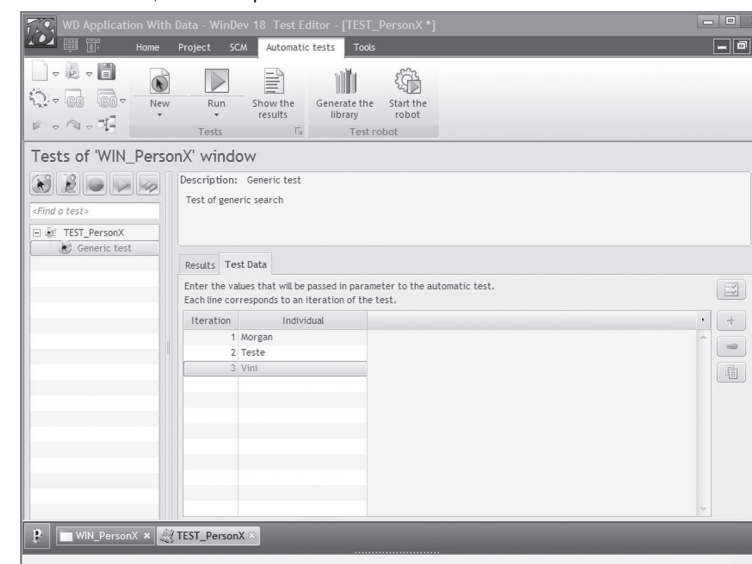 WD Application With Data - WinDev 18 Test Editor - [TEST_PersonX *]
Home Project SCM Automatic tests Tools
New Run Show the results Generate the library Start the robot
Tests Test robot
Tests of 'WIN_PersonX' window
Description: Generic test
Test of generic search
<Find a test>
TEST_PersonX
Generic test
Results Test Data
Enter the values that will be passed in parameter to the automatic test.
Each line corresponds to an iteration of the test.
Iteration Individual
1 Morgan
2 Teste
3 Vini
WIN_PersonX × TEST_PersonX ×